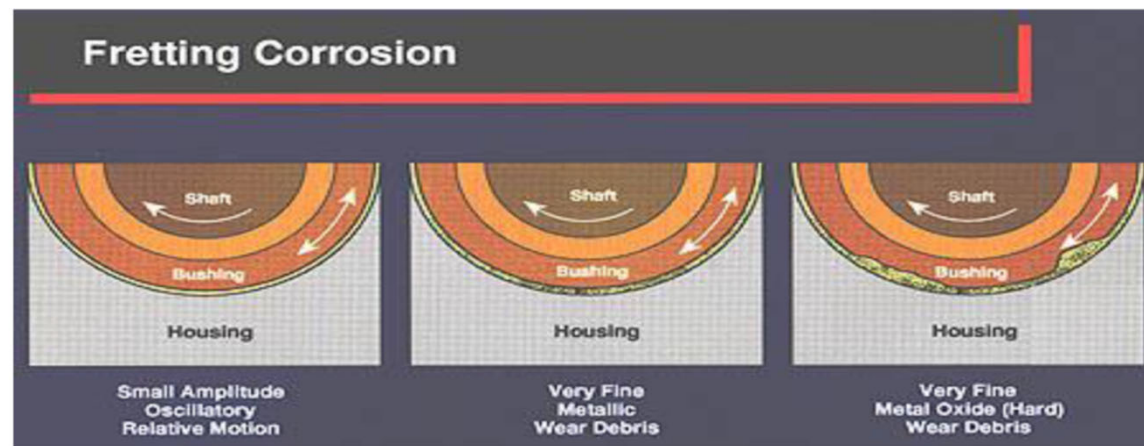 Fretting Corrosion
Shaft
Bushing
Housing
Small Amplitude
Oscillatory
Relative Motion
Shaft
Bushing
Housing
Very Fine
Metallic
Wear Debris
Shaft
Bushing
Housing
Very Fine
Metal Oxide (Hard)
Wear Debris